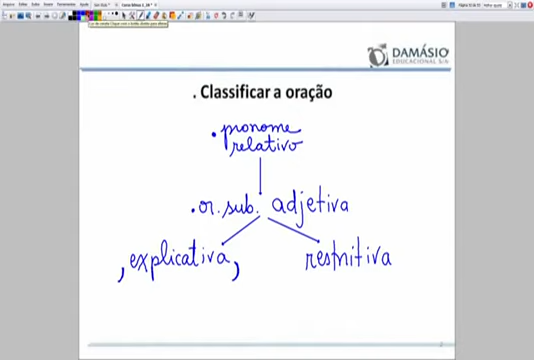 DAMÁSIO
EDUCACIONAL S/A
. Classificar a oração
. pronome
relativo
. or. sub. adjetiva
, explicativa,
restritiva